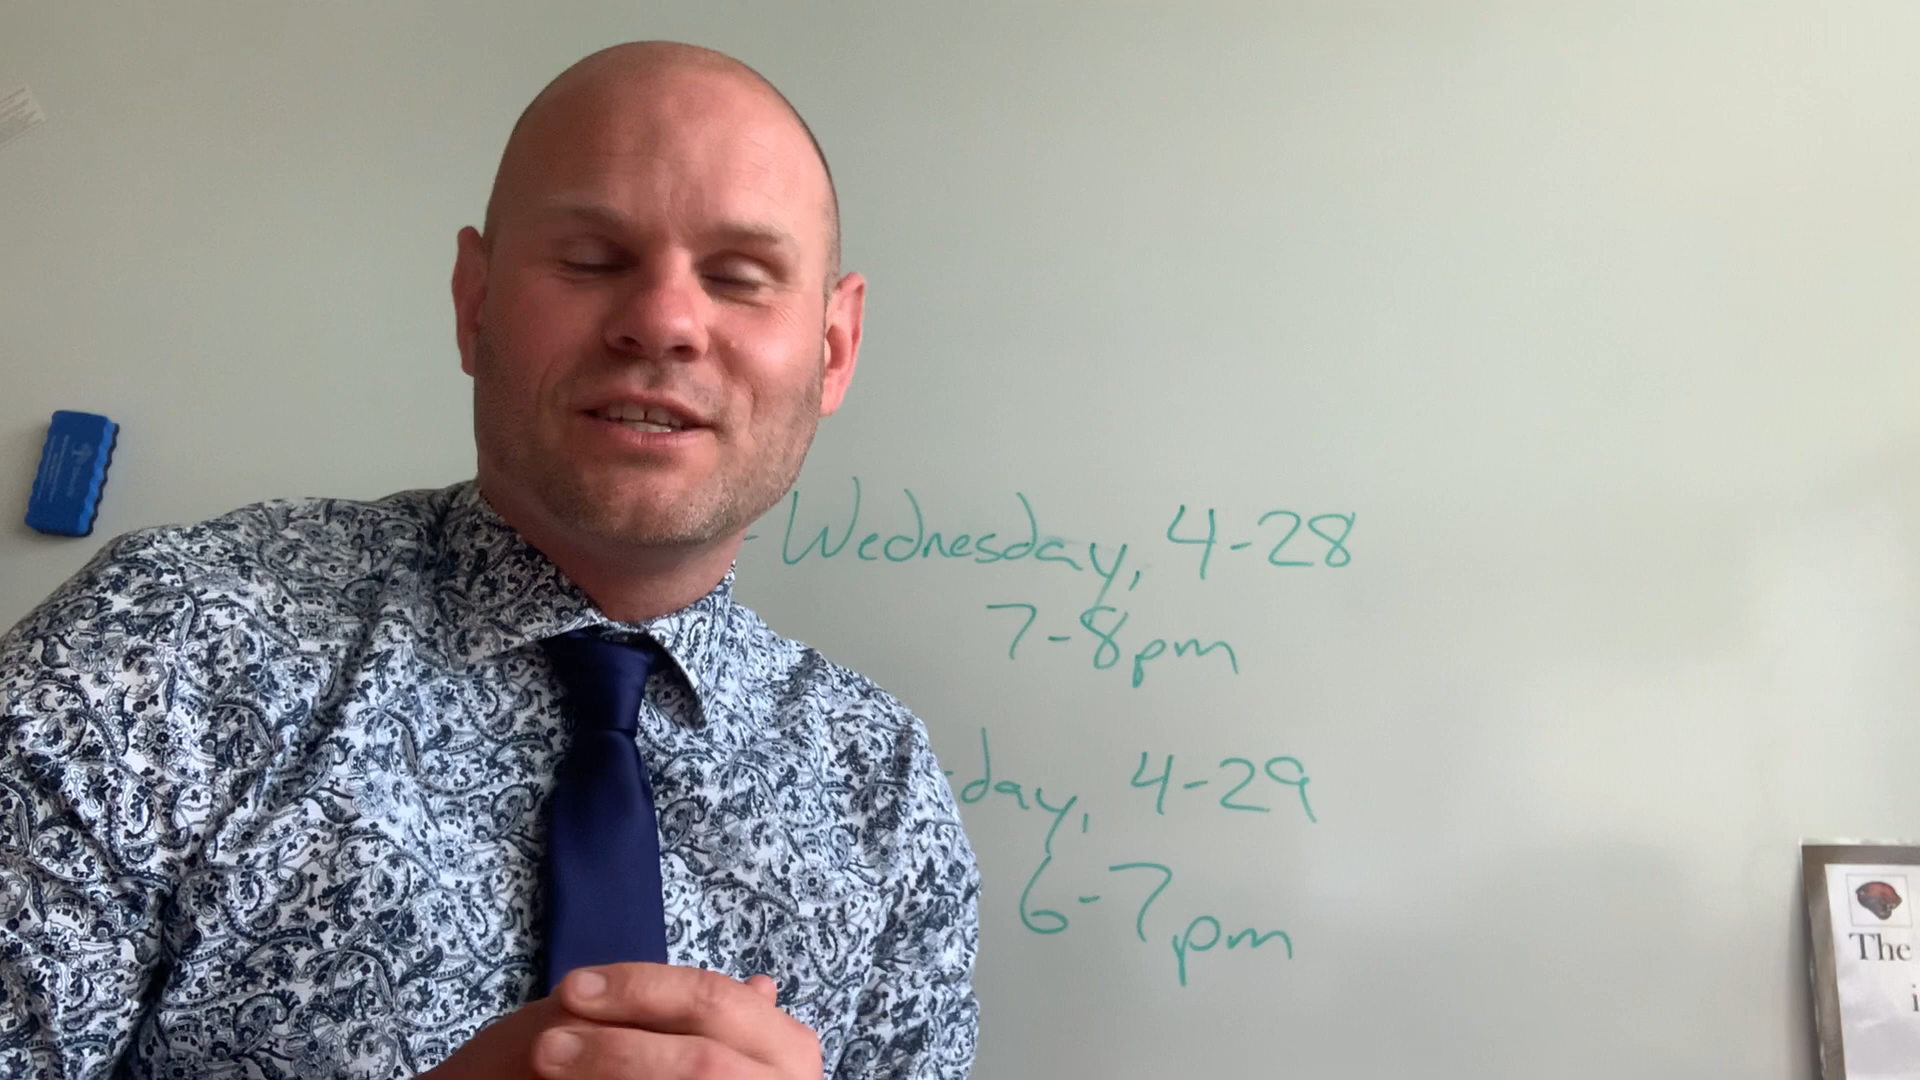 - Wednesday, 4-28
7-8pm
day, 4-29
6-7pm
The
i